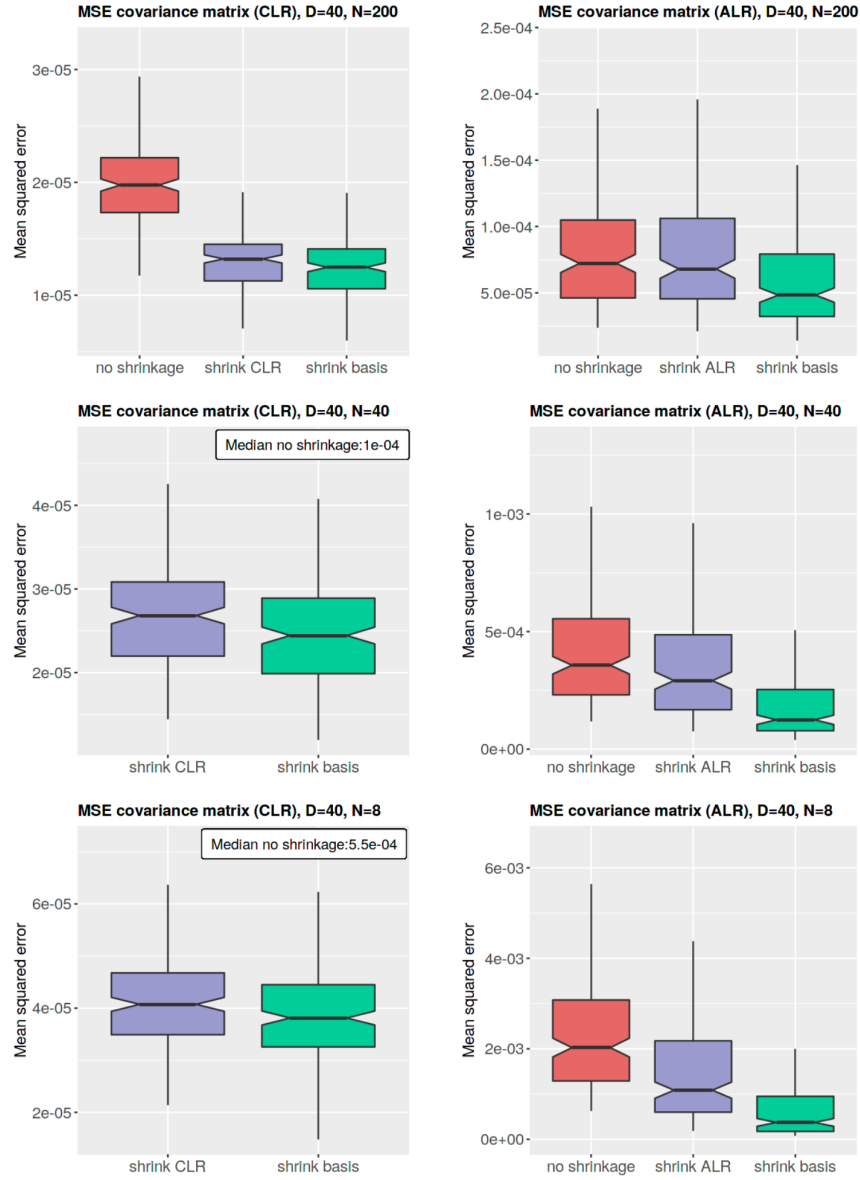 MSE covariance matrix (CLR), D=40, N=200
Mean squared error
3e-05
2e-05
1e-05
no shrinkage shrink CLR shrink basis
MSE covariance matrix (ALR), D=40, N=200
Mean squared error
2.5e-04
2.0e-04
1.5e-04
1.0e-04
5.0e-05
no shrinkage shrink ALR shrink basis
MSE covariance matrix (CLR), D=40, N=40
Median no shrinkage:1e-04
Mean squared error
4e-05
3e-05
2e-05
shrink CLR shrink basis
MSE covariance matrix (ALR), D=40, N=40
Mean squared error
1e-03
5e-04
0e+00
no shrinkage shrink ALR shrink basis
MSE covariance matrix (CLR), D=40, N=8
Median no shrinkage:5.5e-04
Mean squared error
6e-05
4e-05
2e-05
shrink CLR shrink basis
MSE covariance matrix (ALR), D=40, N=8
Mean squared error
6e-03
4e-03
2e-03
0e+00
no shrinkage shrink ALR shrink basis